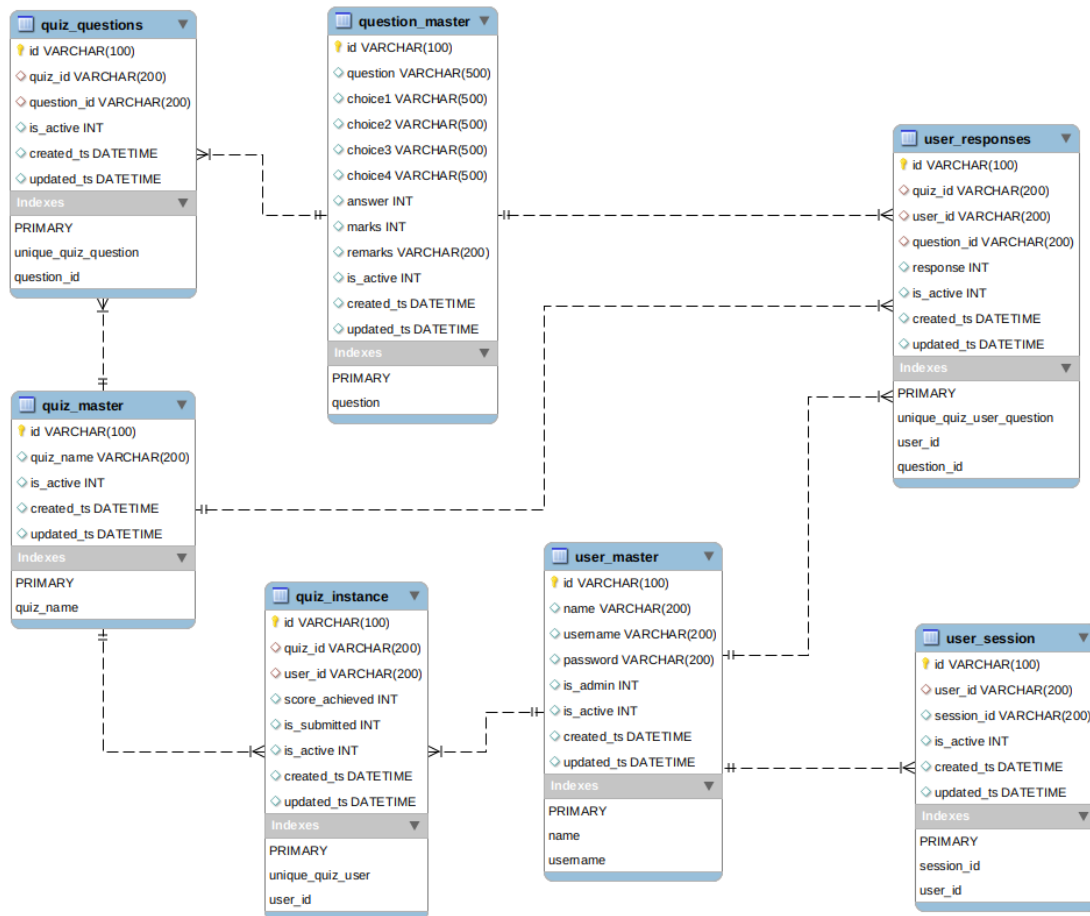 quiz_questions
id VARCHAR(100)
quiz_id VARCHAR(200)
question_id VARCHAR(200)
is_active INT
created_ts DATETIME
updated_ts DATETIME
Indexes
PRIMARY
unique_quiz_question
question_id
question_master
id VARCHAR(100)
question VARCHAR(500)
choice1 VARCHAR(500)
choice2 VARCHAR(500)
choice3 VARCHAR(500)
choice4 VARCHAR(500)
answer INT
marks INT
remarks VARCHAR(200)
is_active INT
created_ts DATETIME
updated_ts DATETIME
Indexes
PRIMARY
question
user_responses
id VARCHAR(100)
quiz_id VARCHAR(200)
user_id VARCHAR(200)
question_id VARCHAR(200)
response INT
is_active INT
created_ts DATETIME
updated_ts DATETIME
Indexes
PRIMARY
unique_quiz_user_question
user_id
question_id
quiz_master
id VARCHAR(100)
quiz_name VARCHAR(200)
is_active INT
created_ts DATETIME
updated_ts DATETIME
Indexes
PRIMARY
quiz_name
quiz_instance
id VARCHAR(100)
quiz_id VARCHAR(200)
user_id VARCHAR(200)
score_achieved INT
is_submitted INT
is_active INT
created_ts DATETIME
updated_ts DATETIME
Indexes
PRIMARY
unique_quiz_user
user_id
user_master
id VARCHAR(100)
name VARCHAR(200)
username VARCHAR(200)
password VARCHAR(200)
is_admin INT
is_active INT
created_ts DATETIME
updated_ts DATETIME
Indexes
PRIMARY
name
username
user_session
id VARCHAR(100)
user_id VARCHAR(200)
session_id VARCHAR(200)
is_active INT
created_ts DATETIME
updated_ts DATETIME
Indexes
PRIMARY
session_id
user_id